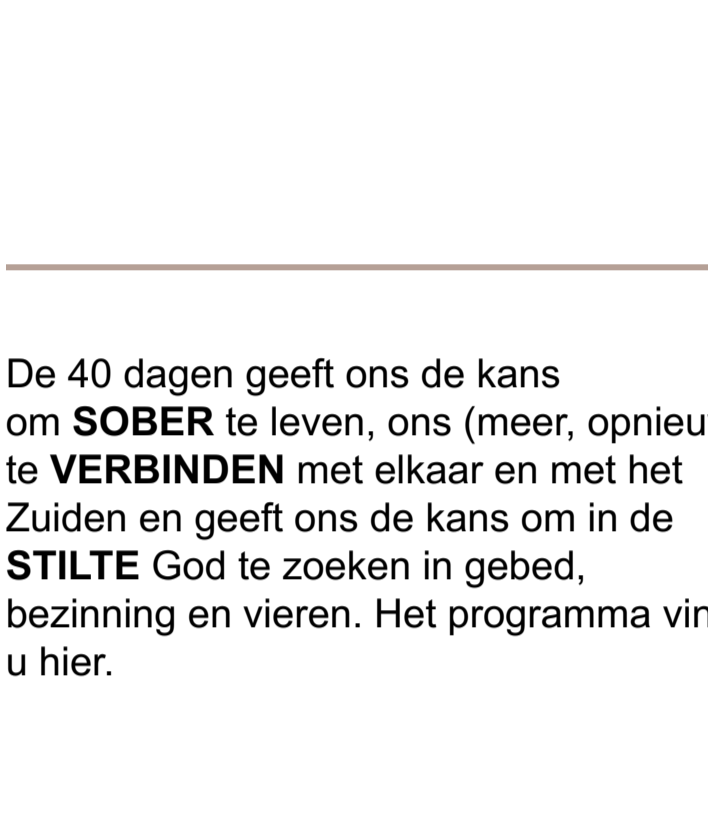 De 40 dagen geeft ons de kans
om SOBER te leven, ons (meer,
te VERBINDEN met elkaar en met het
Zuiden en geeft ons de kans om in de
STILTE God te zoeken in gebed,
bezinning en vieren. Het programma
u hier.